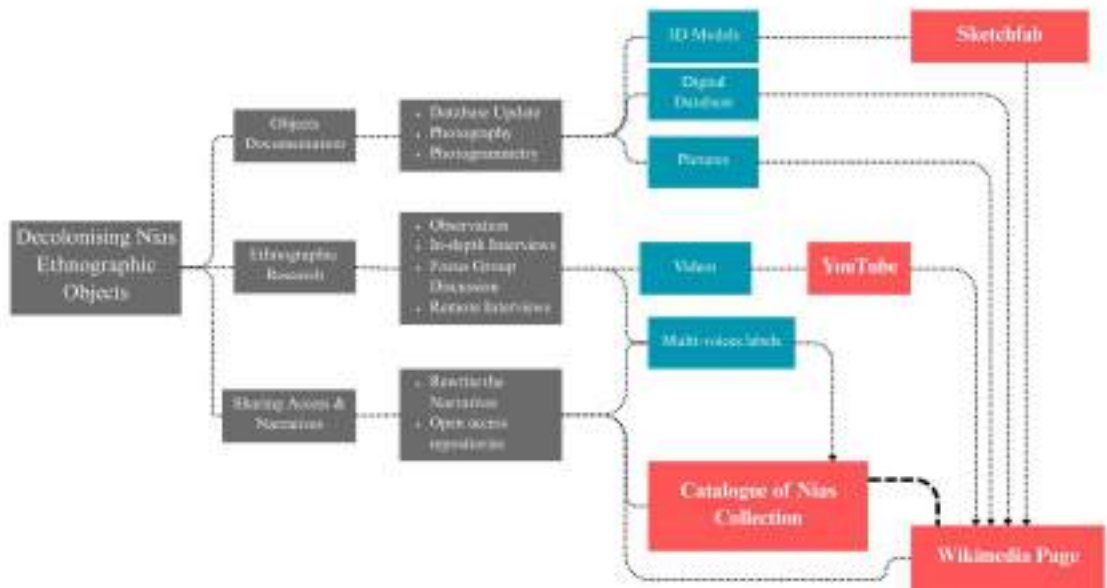 3D Models
Sketchfab
Digital
Database
Pictures
Objects
Documentation
• Database Update
• Photography
• Photogrammetry
Decolonising Nias
Ethnographic
Objects
Ethnographic
Research
• Observation
• In-depth Interviews
• Focus Group
Discussion
• Remote Interviews
Videos
YouTube
Multi-voices labels
Sharing Access &
Narratives
• Rewrite the
Narratives
• Open access
repositories
Catalogue of Nias
Collection
Wikimedia Page